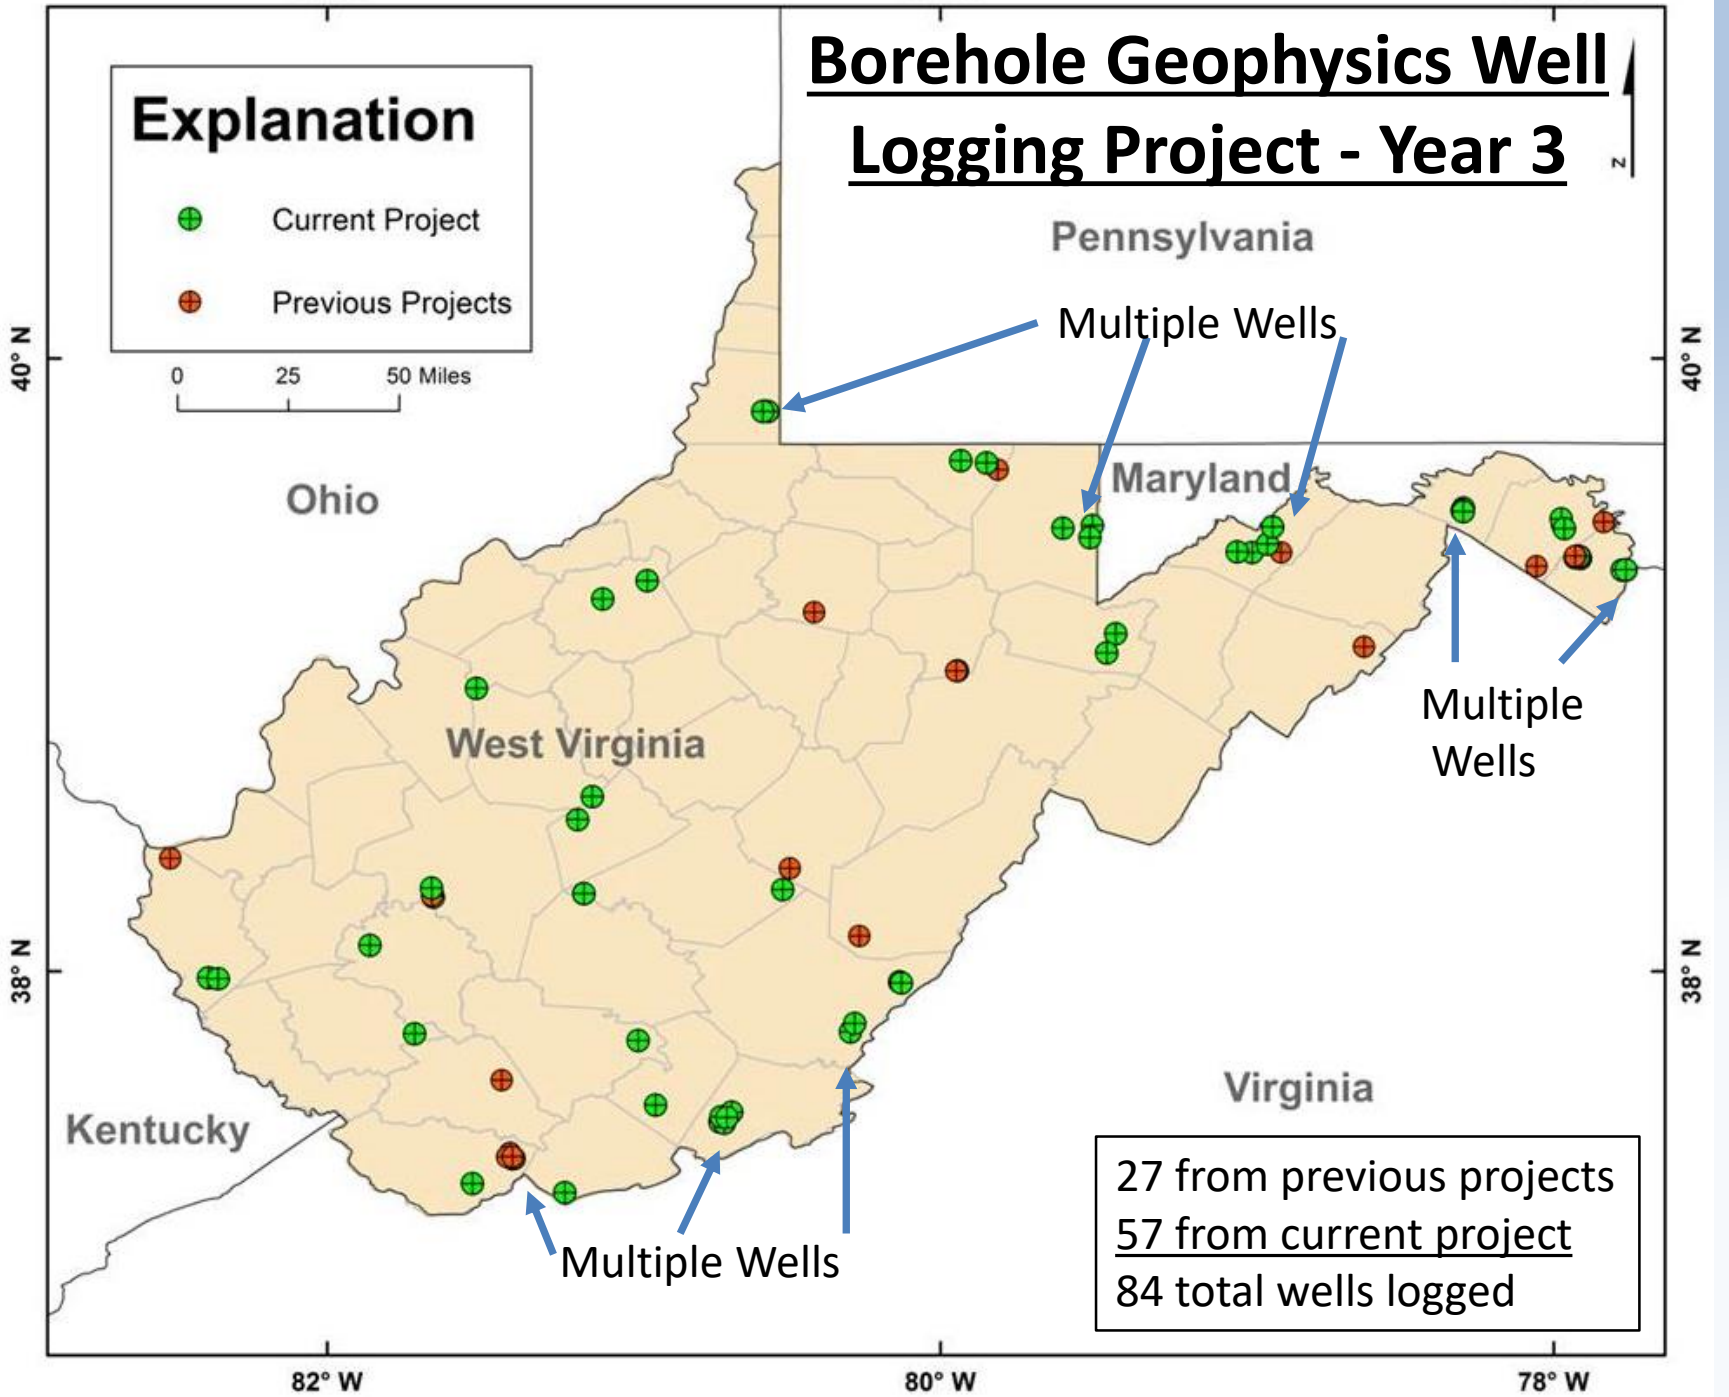 Borehole Geophysics Well
Logging Project - Year 3
z
Explanation
Current Project
Previous Projects
0 25 50 Miles
Pennsylvania
Multiple Wells
40° N
40° N
Ohio
Maryland
West Virginia
Multiple
Wells
38° N
38° N
Virginia
Kentucky
Multiple Wells
27 from previous projects
57 from current project
84 total wells logged
82° W
80° W
78° W